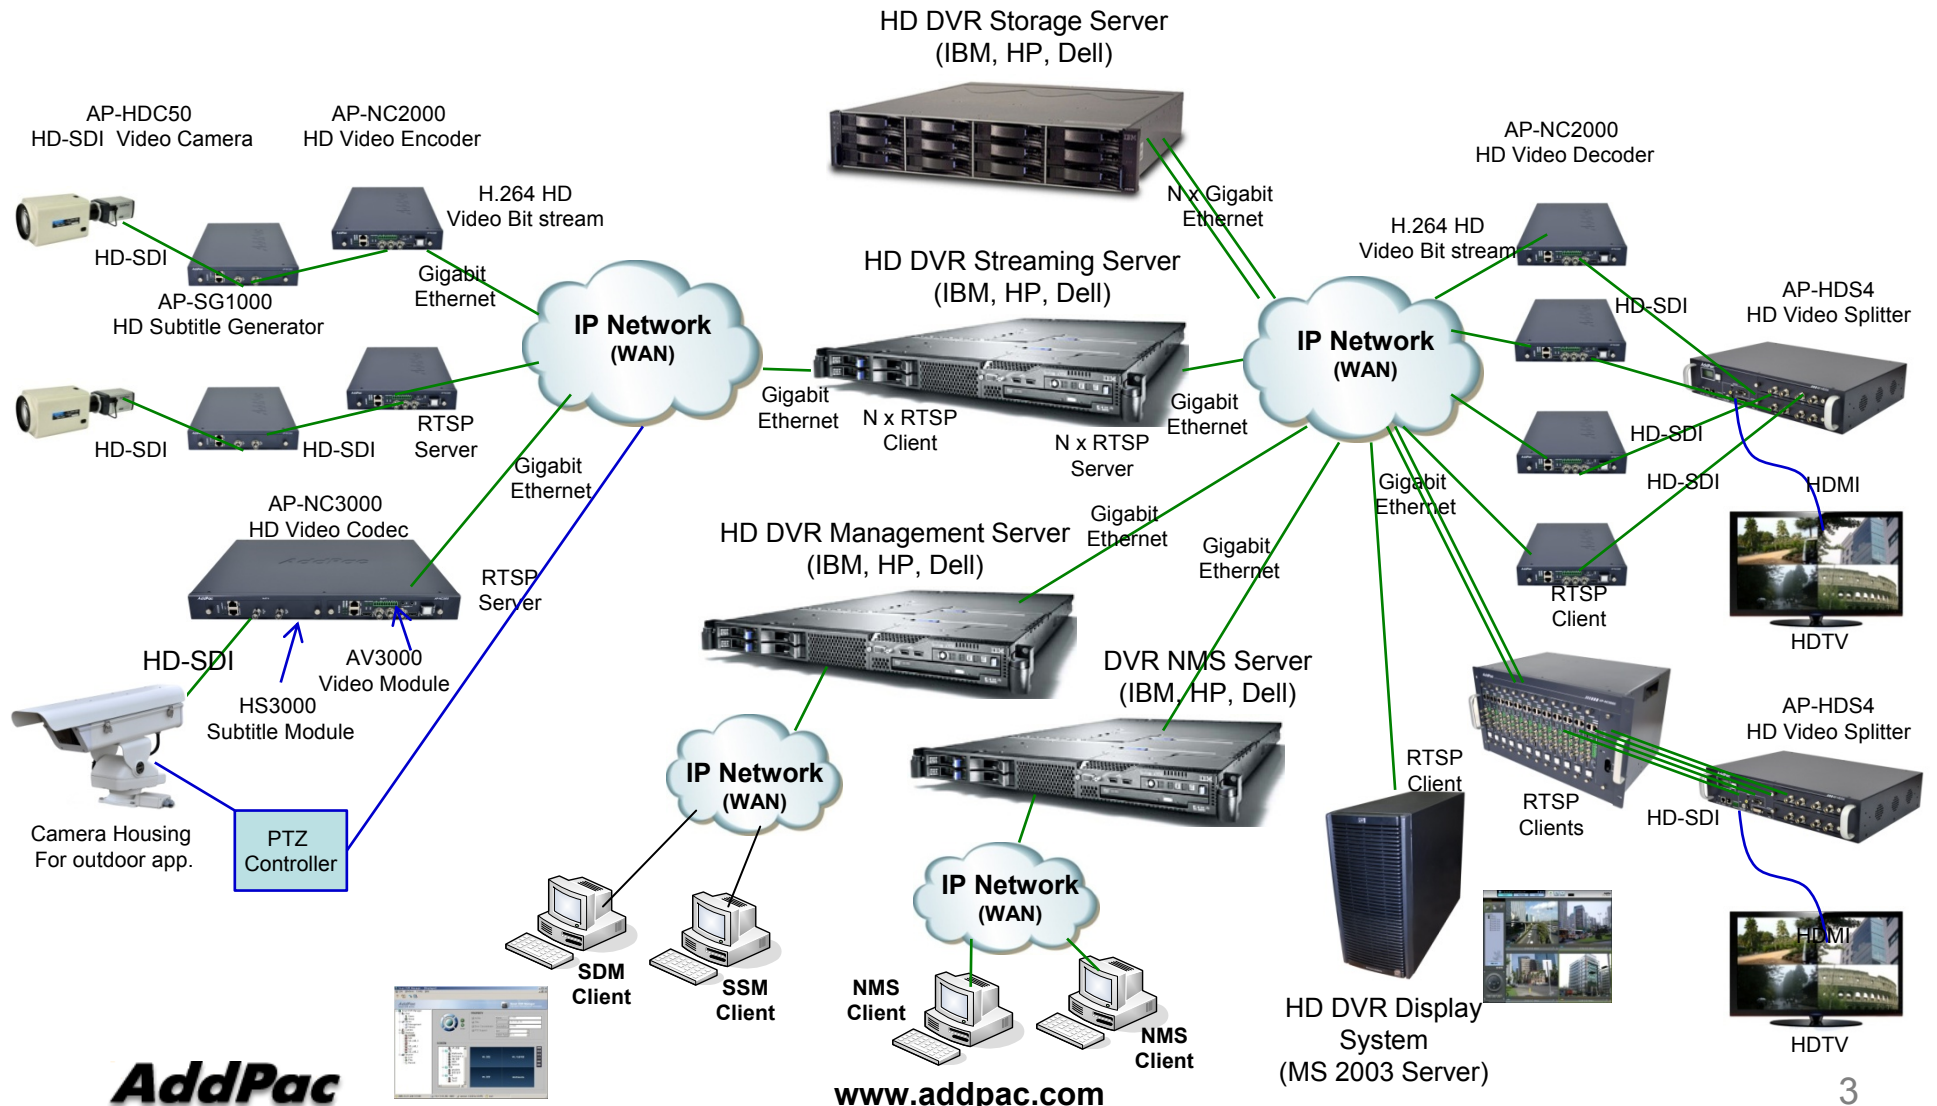 HD DVR Storage Server
(IBM, HP, Dell)
AP-HDC50
HD-SDI Video Camera
AP-NC2000
HD Video Encoder
H.264 HD
Video Bit stream
HD-SDI
AP-SG1000
HD Subtitle Generator
Gigabit
Ethernet
IP Network
(WAN)
HD-SDI
HD-SDI
RTSP
Server
Gigabit
Ethernet
AP-NC3000
HD Video Codec
AddPac
RTSP
Server
HD-SDI
AV3000
Video Module
HS3000
Subtitle Module
Camera Housing
For outdoor app.
PTZ
Controller
HD DVR Streaming Server
(IBM, HP, Dell)
Gigabit
Ethernet
N x RTSP
Client
N x RTSP
Server
Gigabit
Ethernet
N x Gigabit
Ethernet
IP Network
(WAN)
HD DVR Management Server
(IBM, HP, Dell)
Gigabit
Ethernet
Gigabit
Ethernet
DVR NMS Server
(IBM, HP, Dell)
IP Network
(WAN)
SDM
Client
SSM
Client
IP Network
(WAN)
NMS
Client
NMS
Client
AP-NC2000
HD Video Decoder
H.264 HD
Video Bit stream
HD-SDI
AP-HDS4
HD Video Splitter
HD-SDI
HD-SDI
Gigabit
Ethernet
HDMI
RTSP
Client
HDTV
RTSP
Client
RTSP
Clients
AP-HDS4
HD Video Splitter
HD-SDI
HDMI
HDTV
HD DVR Display
System
(MS 2003 Server)
AddPac
www.addpac.com
3